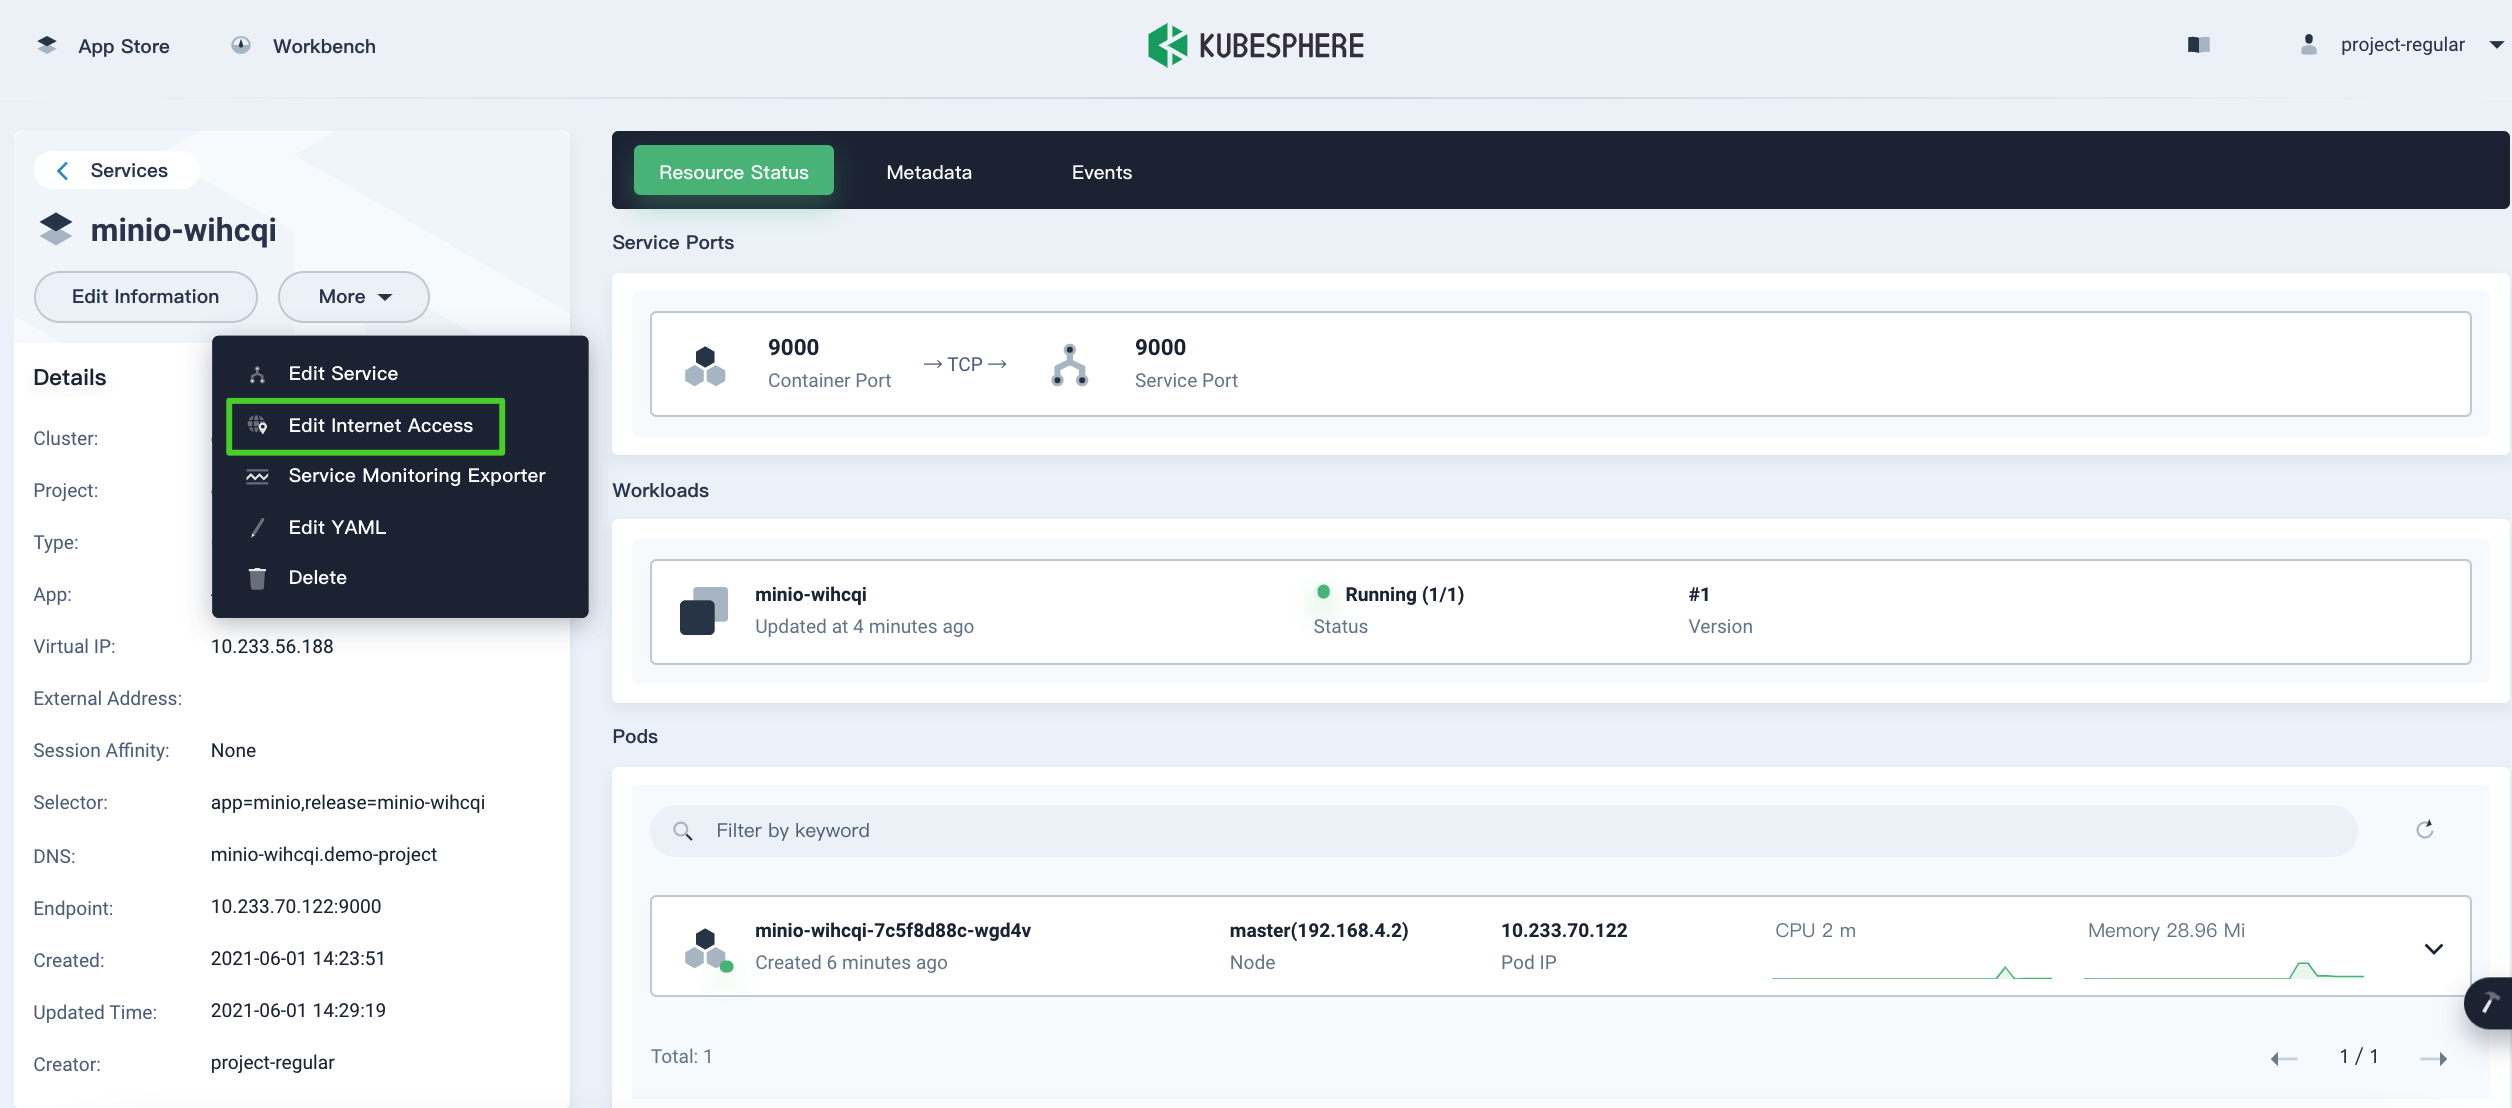 App Store
Workbench
KUBESPHERE
project-regular
Services
minio-wihcqi
Edit Information
More
Edit Service
Edit Internet Access
Service Monitoring Exporter
Edit YAML
Delete
Details
Cluster:
Project:
Type:
App:
Virtual IP: 10.233.56.188
External Address:
Session Affinity: None
Selector: app=minio,release=minio-wihcqi
DNS: minio-wihcqi.demo-project
Endpoint: 10.233.70.122:9000
Created: 2021-06-01 14:23:51
Updated Time: 2021-06-01 14:29:19
Creator: project-regular
Resource Status
Metadata
Events
Service Ports
9000
Container Port
→ TCP →
9000
Service Port
Workloads
minio-wihcqi
Updated at 4 minutes ago
Running (1/1)
Status
#1
Version
Pods
Filter by keyword
minio-wihcqi-7c5f8d88c-wgd4v
Created 6 minutes ago
master(192.168.4.2)
Node
10.233.70.122
Pod IP
CPU 2 m
Memory 28.96 Mi
Total: 1
1 / 1